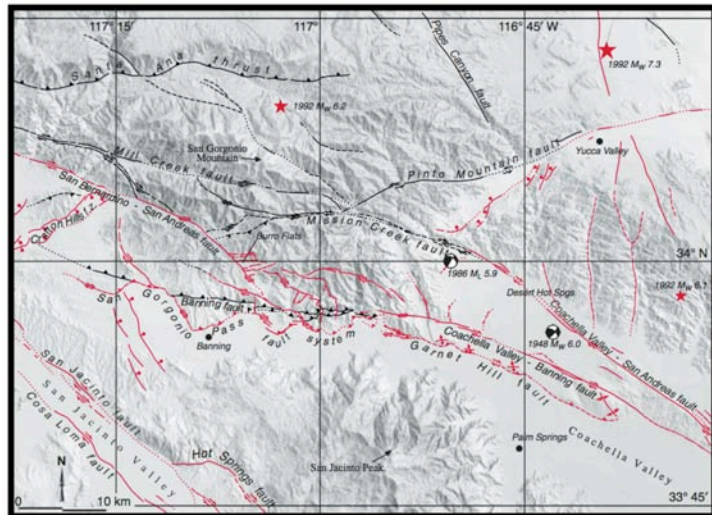 117° 15'
117°
116° 45' W
Santa Ana thrust
Pipes Canyon fault
1992 MW 7.3
1992 MW 6.2
San Gorgonio
Mountain
Mill Creek fault
Pinto Mountain fault
Yucca Valley
San Bernardino - San Andreas fault
Mission Creek fault
Crafton Hills f.z.
Burro Flats
34° N
1986 ML 5.9
Desert Hot Spgs
1992 MW 6.1
San Gorgonio Pass fault system
Banning fault
Banning
Coachella Valley - San Andreas fault
1948 MW 6.0
Coachella Valley - Banning fault
Garnet Hill fault
San Jacinto fault
San Jacinto Valley
Cosa Loma fault
Hot Springs fault
San Jacinto Peak
Palm Springs
Coachella Valley
N
0 10 km
33° 45'